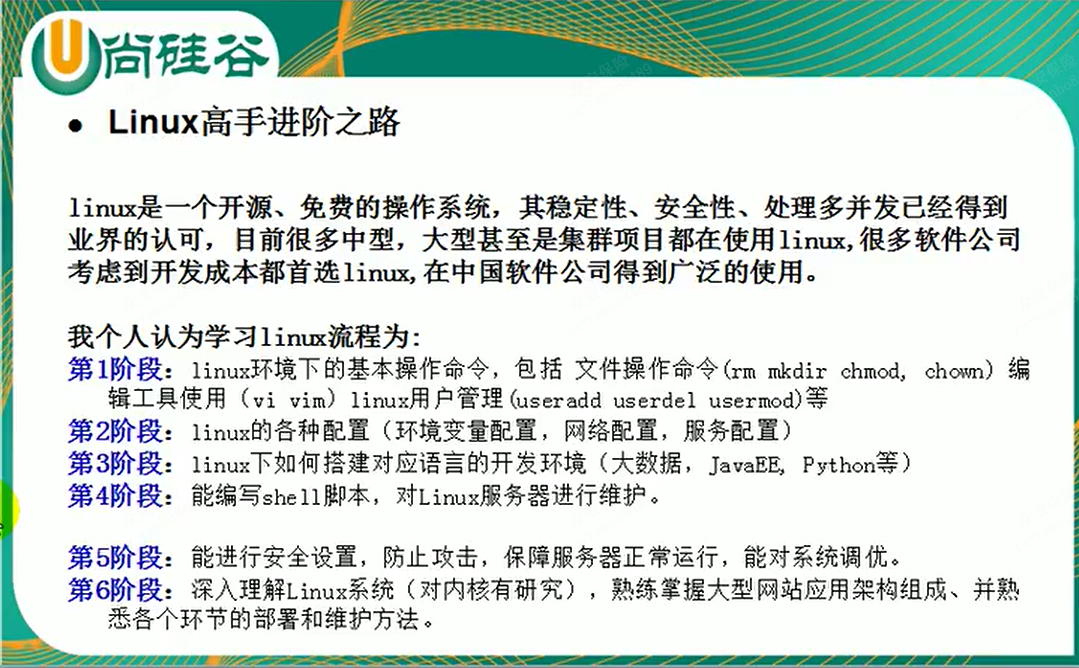 尚硅谷
● Linux高手进阶之路
linux是一个开源、免费的操作系统，其稳定性、安全性、处理多并发已经得到
业界的认可，目前很多中型，大型甚至是集群项目都在使用linux,很多软件公司
考虑到开发成本都首选linux,在中国软件公司得到广泛的使用。
我个人认为学习linux流程为:
第1阶段：linux环境下的基本操作命令，包括 文件操作命令(rm mkdir chmod, chown) 编
辑工具使用（vi vim）linux用户管理(useradd userdel usermod)等
第2阶段：linux的各种配置（环境变量配置，网络配置，服务配置）
第3阶段：linux下如何搭建对应语言的开发环境（大数据，JavaEE, Python等）
第4阶段：能编写shell脚本，对Linux服务器进行维护。
第5阶段：能进行安全设置，防止攻击，保障服务器正常运行，能对系统调优。
第6阶段：深入理解Linux系统（对内核有研究），熟练掌握大型网站应用架构组成、并熟
悉各个环节的部署和维护方法。